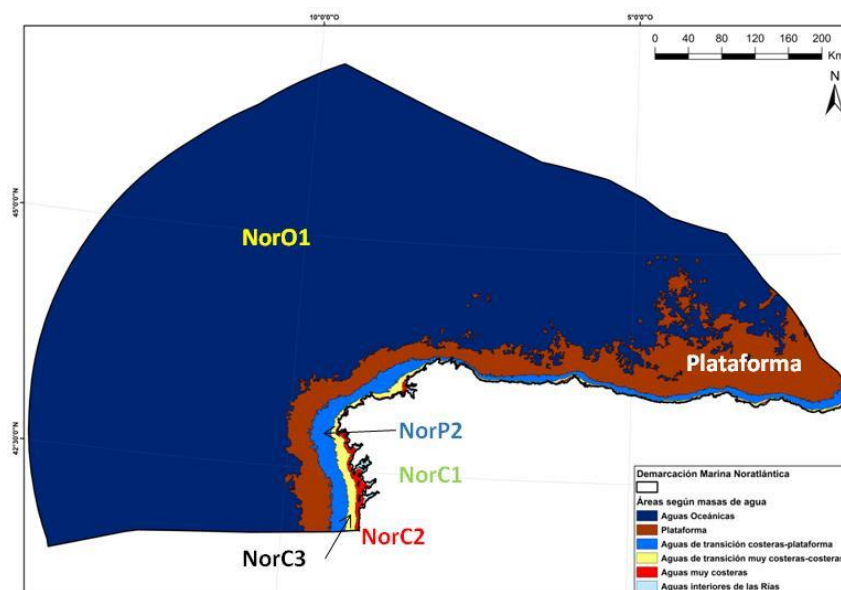 10°0'0"O
5°0'0"O
0 40 80 120 160 200
Km
N
45°0'0"N
NorO1
Plataforma
42°30'0"N
NorP2
NorC1
NorC2
NorC3
Demarcación Marina Noratlántica
Áreas según masas de agua
Aguas Oceánicas
Plataforma
Aguas de transición costeras-plataforma
Aguas de transición muy costeras-costeras
Aguas muy costeras
Aguas interiores de las Rías